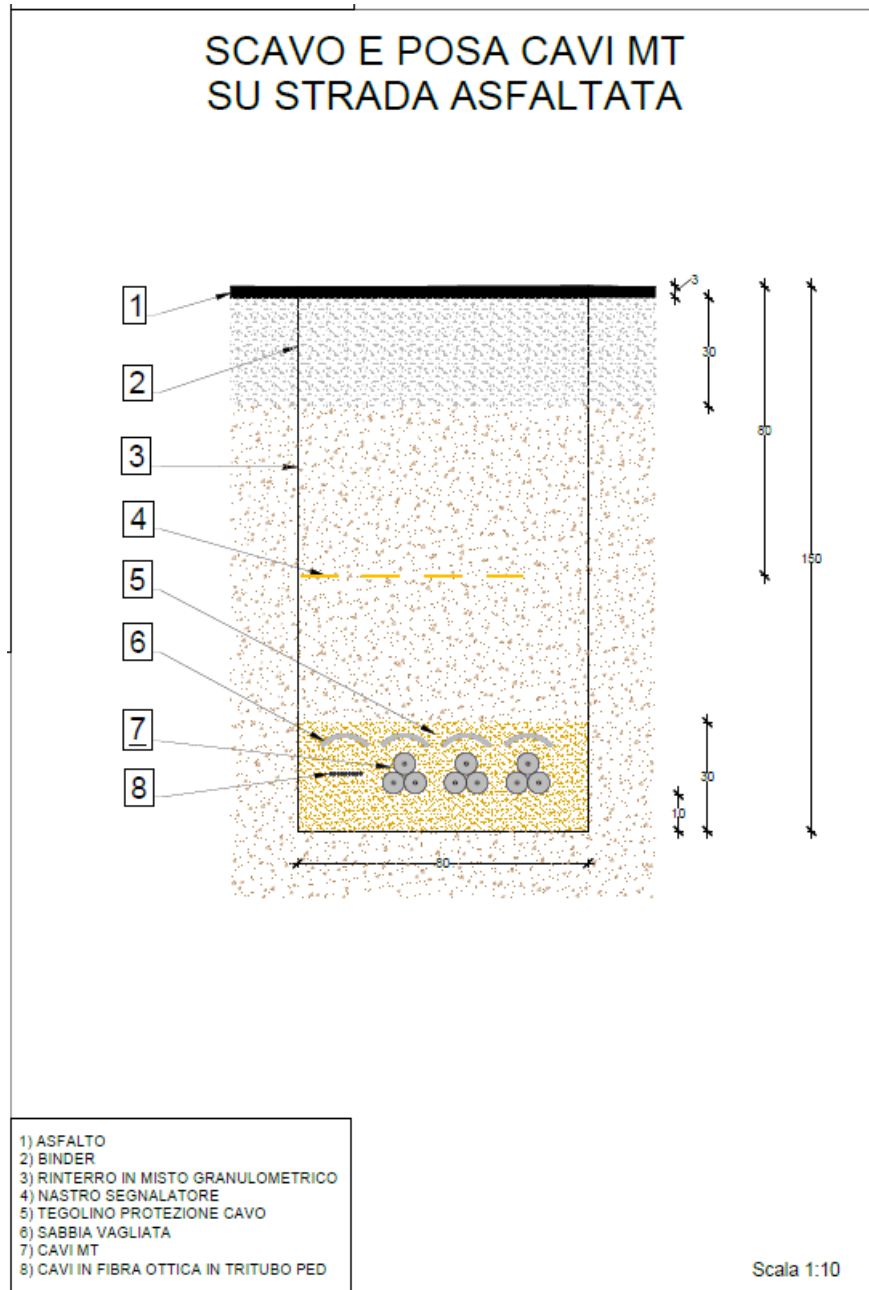 SCAVO E POSA CAVI MT
SU STRADA ASFALTATA
1
2
3
4
5
6
7
8
3
30
80
150
30
10
80
1) ASFALTO
2) BINDER
3) RINTERRO IN MISTO GRANULOMETRICO
4) NASTRO SEGNALATORE
5) TEGOLINO PROTEZIONE CAVO
6) SABBIA VAGLIATA
7) CAVI MT
8) CAVI IN FIBRA OTTICA IN TRITUBO PED
Scala 1:10